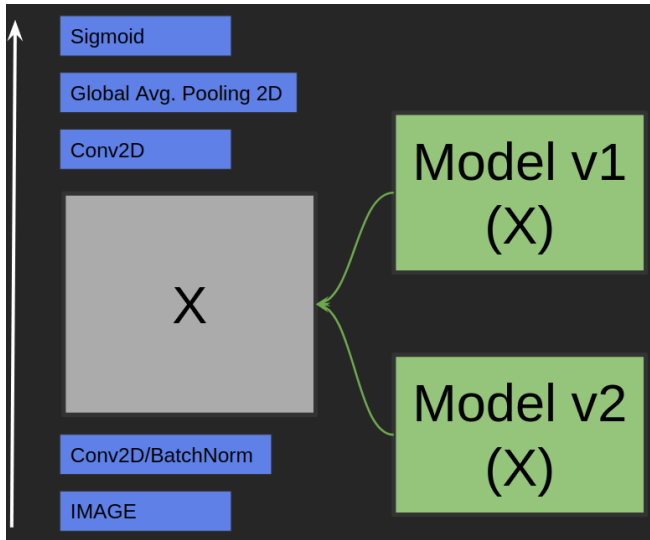 Sigmoid
Global Avg. Pooling 2D
Conv2D
X
Conv2D/BatchNorm
IMAGE
Model v1
(X)
Model v2
(X)